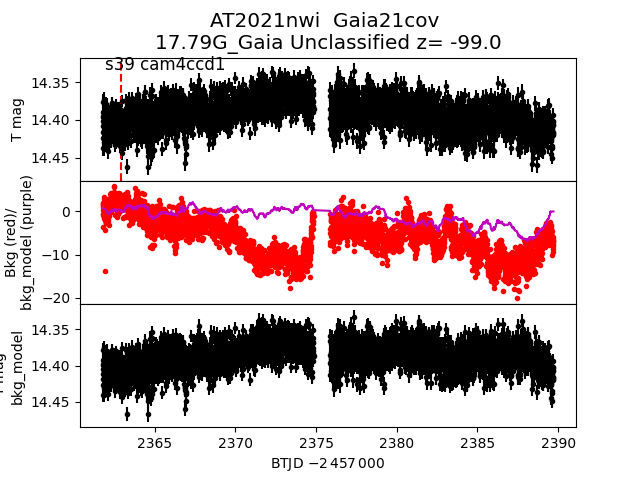 AT2021nwi Gaia21cov
17.79G_Gaia Unclassified z= -99.0
s39 cam4ccd1
14.35
14.40
14.45
T mag
0
−10
−20
Bkg (red)/
bkg_model (purple)
14.35
14.40
14.45
mag
bkg_model
2365 2370 2375 2380 2385 2390
BTJD −2 457 000